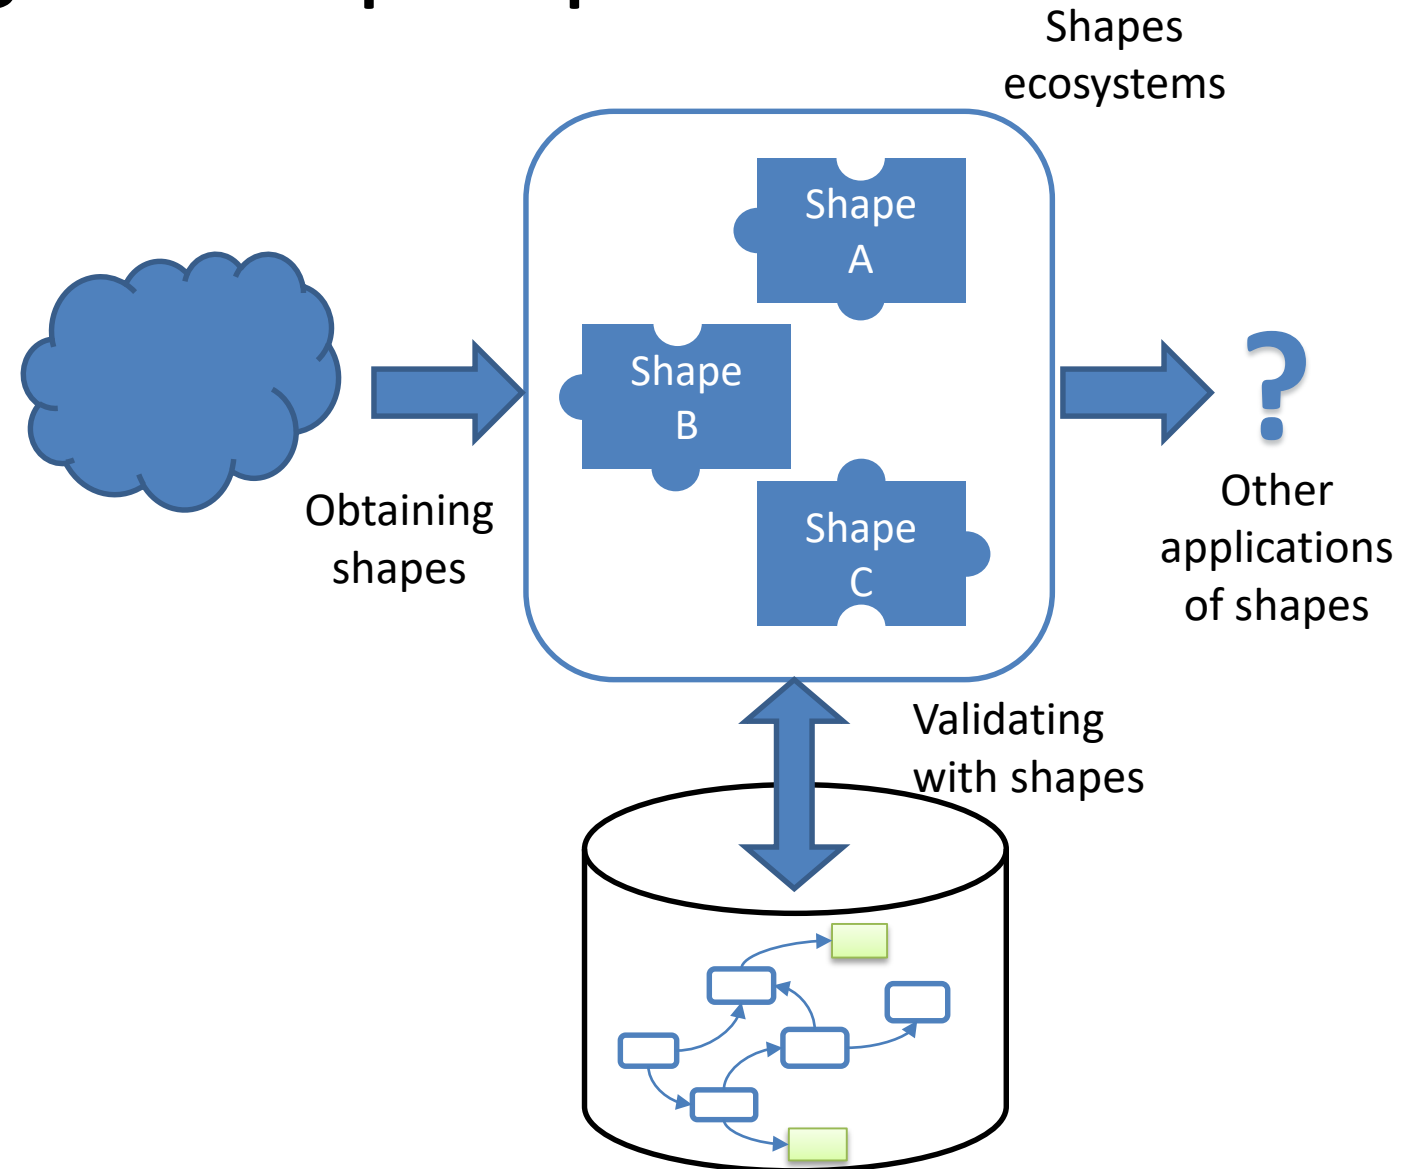 Shapes
ecosystems
Shape
A
Shape
B
Shape
C
Obtaining
shapes
?
Other
applications
of shapes
Validating
with shapes